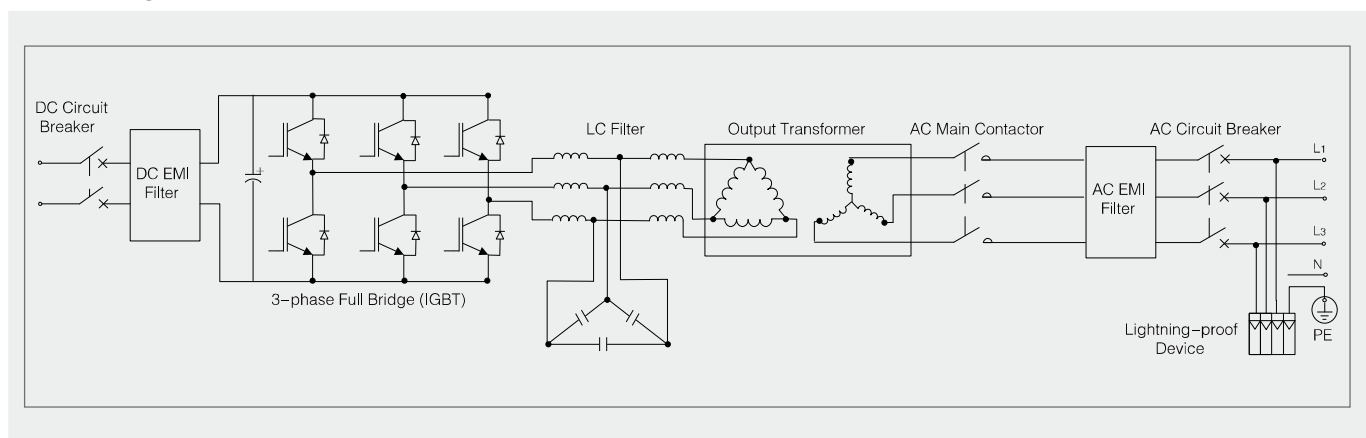 DC Circuit
Breaker
DC EMI
Filter
+
3-phase Full Bridge (IGBT)
LC Filter
Output Transformer
AC Main Contactor
AC EMI
Filter
AC Circuit Breaker
L1
L2
L3
N
PE
Lightning-proof
Device